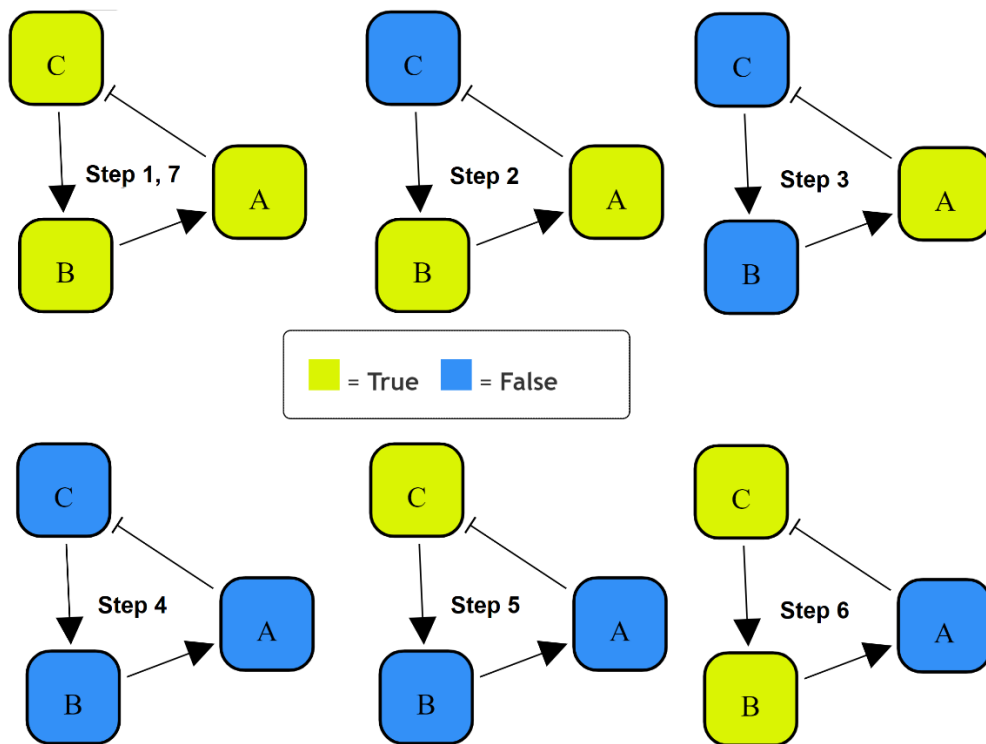 C
Step 1, 7
A
B
C
Step 2
A
B
C
Step 3
A
B
= True = False
C
Step 4
A
B
C
Step 5
A
B
C
Step 6
A
B